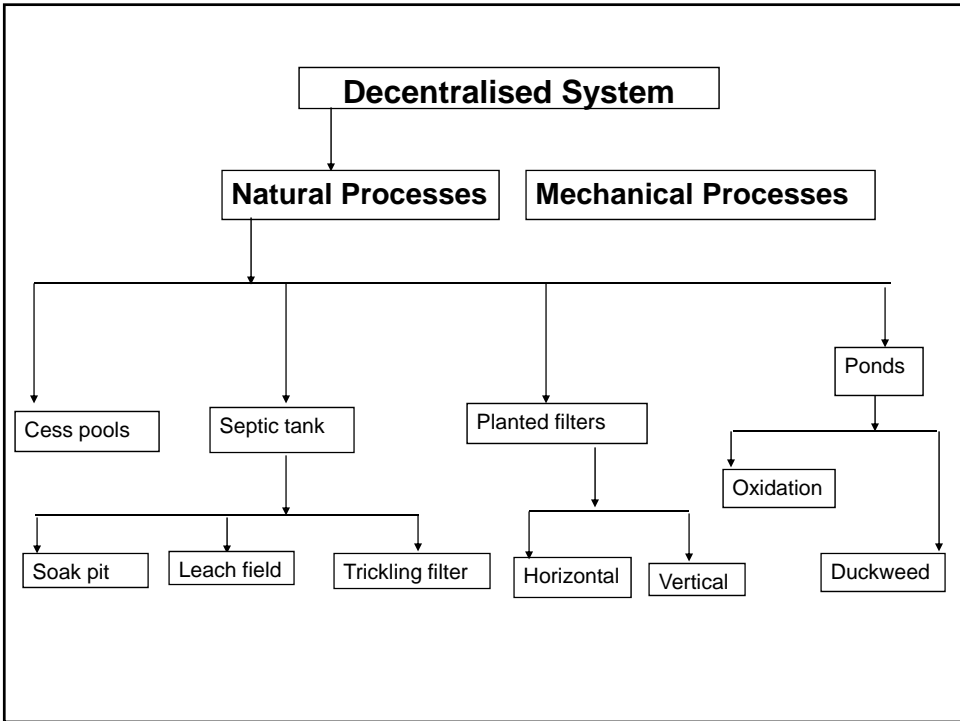 Decentralised System
Natural Processes
Mechanical Processes
Ponds
Cess pools
Septic tank
Planted filters
Oxidation
Soak pit
Leach field
Trickling filter
Horizontal
Vertical
Duckweed